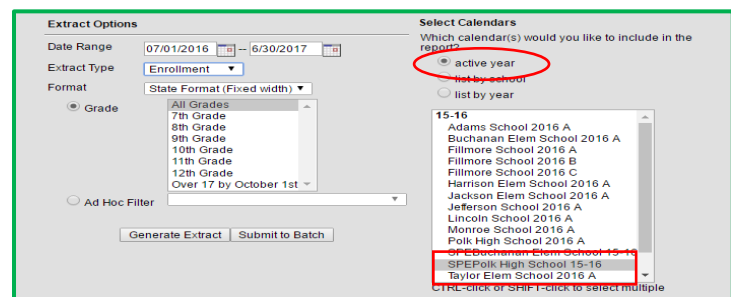 Extract Options
Date Range 07/01/2016 – 6/30/2017
Extract Type Enrollment
Format State Format (Fixed width)
Grade
All Grades
7th Grade
8th Grade
9th Grade
10th Grade
11th Grade
12th Grade
Over 17 by October 1st
Ad Hoc Filter
Generate Extract Submit to Batch
Select Calendars
Which calendar(s) would you like to include in the
report?
active year
list by school
list by year
15-16
Adams School 2016 A
Buchanan Elem School 2016 A
Fillmore School 2016 A
Fillmore School 2016 B
Fillmore School 2016 C
Harrison Elem School 2016 A
Jackson Elem School 2016 A
Jefferson School 2016 A
Lincoln School 2016 A
Monroe School 2016 A
Polk High School 2016 A
SPEBuchanan Elem School 15-16
SPEPolk High School 15-16
Taylor Elem School 2016 A
CTRL-click or SHIFT-click to select multiple